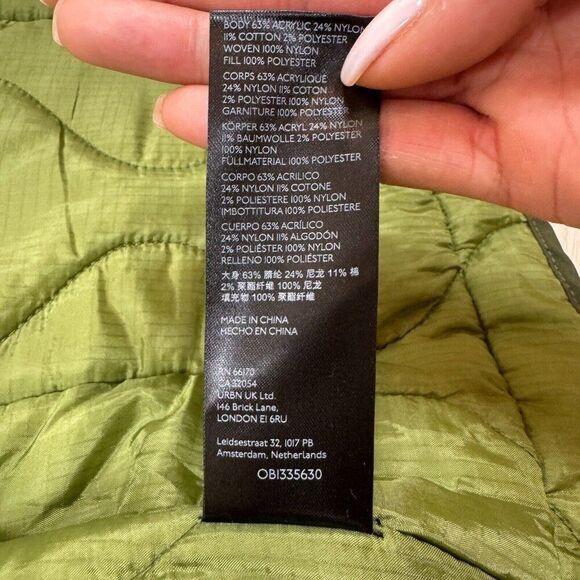 BODY 63% ACRYLIC 24% NYLON
11% COTTON 2% POLYESTER
WOVEN 100% NYLON
FILL 100% POLYESTER
CORPS 63% ACRYLIQUE
24% NYLON 11% COTON
2% POLYESTER 100% NYLON
GARNITURE 100% POLYESTER
KÖRPER 63% ACRYL 24% NYLON
11% BAUMWOLLE 2% POLYESTER
100% NYLON
FÜLLMATERIAL 100% POLYESTER
CORPO 63% ACRILICO
24% NYLON 11% COTONE
2% POLIESTERE 100% NYLON
IMBOTTITURA 100% POLIESTERE
CUERPO 63% ACRÍLICO
24% NYLON 11% ALGODÓN
2% POLIÉSTER 100% NYLON
RELLENO 100% POLIÉSTER
大身 63% 腈纶 24% 尼龙 11% 棉
2% 聚酯纤维 100% 尼龙
填充物 100% 聚酯纤维
MADE IN CHINA
HECHO EN CHINA
RN 66170
CA 32054
URBN UK Ltd.
146 Brick Lane,
LONDON E1 6RU
Leidsestraat 32, 1017 PB
Amsterdam, Netherlands
OB1335630